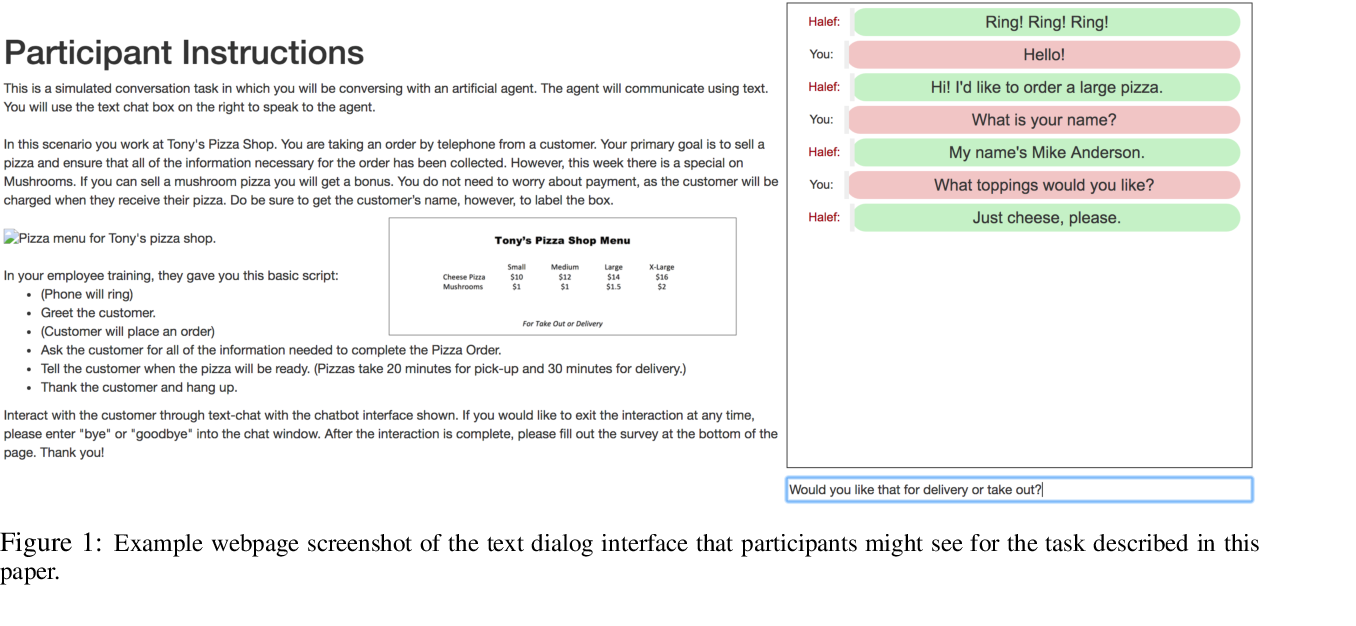 Participant Instructions
This is a simulated conversation task in which you will be conversing with an artificial agent. The agent will communicate using text.
You will use the text chat box on the right to speak to the agent.
In this scenario you work at Tony's Pizza Shop. You are taking an order by telephone from a customer. Your primary goal is to sell a
pizza and ensure that all of the information necessary for the order has been collected. However, this week there is a special on
Mushrooms. If you can sell a mushroom pizza you will get a bonus. You do not need to worry about payment, as the customer will be
charged when they receive their pizza. Do be sure to get the customer's name, however, to label the box.
Pizza menu for Tony's pizza shop.
Tony's Pizza Shop Menu
Small Medium Large X-Large
Cheese Pizza $10 $12 $14 $16
Mushrooms $1 $1 $1.5 $2
For Take Out or Delivery
In your employee training, they gave you this basic script:
• (Phone will ring)
• Greet the customer.
• (Customer will place an order)
• Ask the customer for all of the information needed to complete the Pizza Order.
• Tell the customer when the pizza will be ready. (Pizzas take 20 minutes for pick-up and 30 minutes for delivery.)
• Thank the customer and hang up.
Interact with the customer through text-chat with the chatbot interface shown. If you would like to exit the interaction at any time,
please enter "bye" or "goodbye" into the chat window. After the interaction is complete, please fill out the survey at the bottom of the
page. Thank you!
Halef: Ring! Ring! Ring!
You: Hello!
Halef: Hi! I'd like to order a large pizza.
You: What is your name?
Halef: My name's Mike Anderson.
You: What toppings would you like?
Halef: Just cheese, please.
Would you like that for delivery or take out?
Figure 1: Example webpage screenshot of the text dialog interface that participants might see for the task described in this
paper.